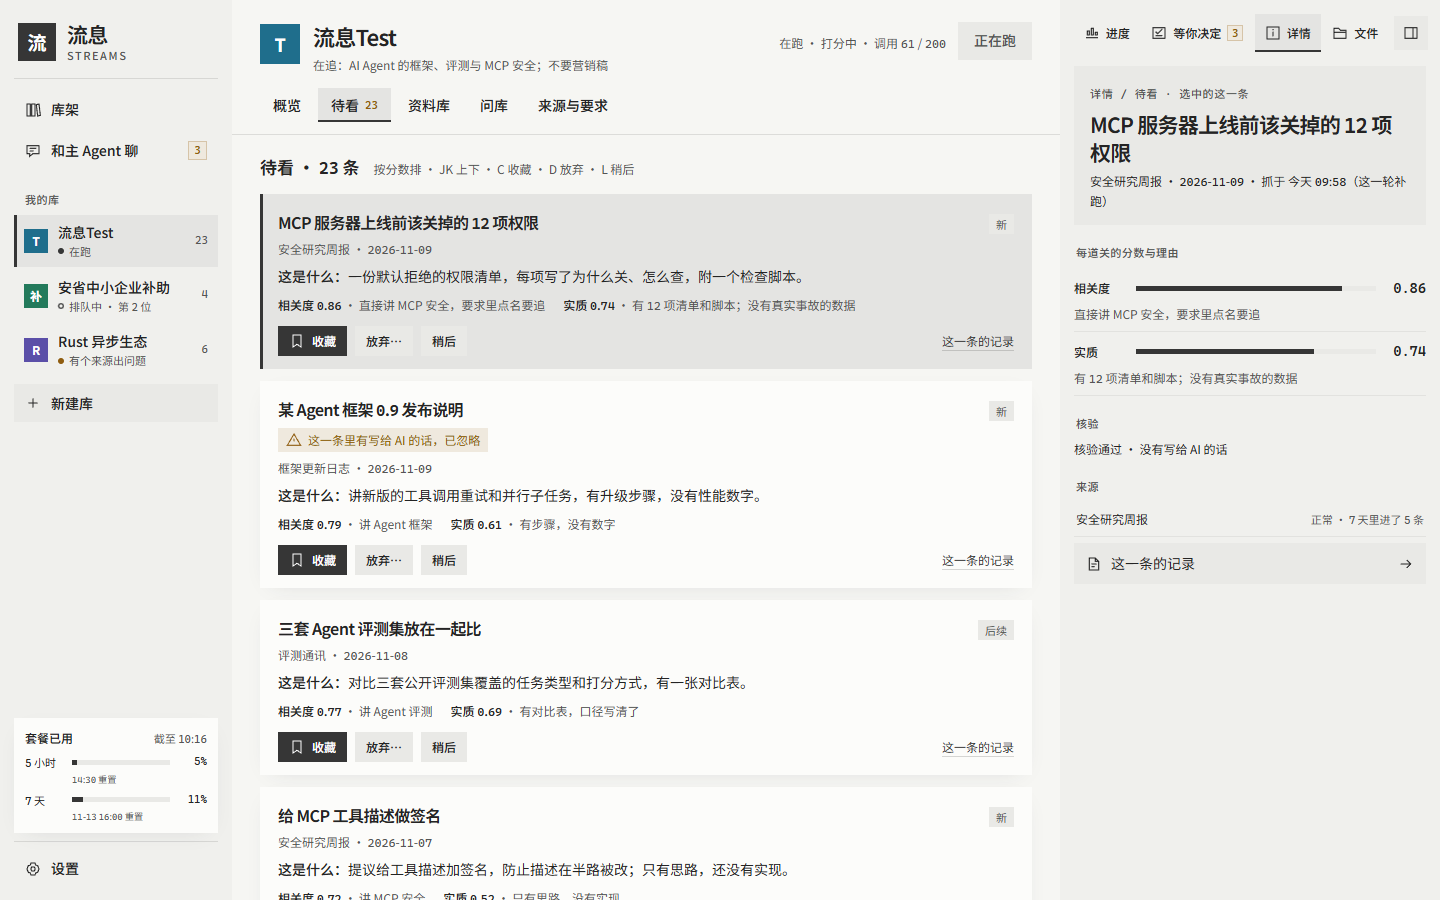 流 流息
STREAMS
库架
和主 Agent 聊 3
我的库
T 流息Test 23
在跑
补 安省中小企业补助 4
排队中 · 第 2 位
R Rust 异步生态 6
有个来源出问题
新建库
套餐已用 截至 10:16
5 小时 5%
14:30 重置
7 天 11%
11-13 16:00 重置
设置
T 流息Test
在追：AI Agent 的框架、评测与 MCP 安全；不要营销稿
在跑 · 打分中 · 调用 61 / 200 正在跑
概览 待看 23 资料库 问库 来源与要求
待看 · 23 条 按分数排 · JK 上下 · C 收藏 · D 放弃 · L 稍后
MCP 服务器上线前该关掉的 12 项权限 新
安全研究周报 · 2026-11-09
这是什么：一份默认拒绝的权限清单，每项写了为什么关、怎么查，附一个检查脚本。
相关度 0.86 · 直接讲 MCP 安全，要求里点名要追 实质 0.74 · 有 12 项清单和脚本；没有真实事故的数据
收藏 放弃… 稍后 这一条的记录
某 Agent 框架 0.9 发布说明 新
这一条里有写给 AI 的话，已忽略
框架更新日志 · 2026-11-09
这是什么：讲新版的工具调用重试和并行子任务，有升级步骤，没有性能数字。
相关度 0.79 · 讲 Agent 框架 实质 0.61 · 有步骤，没有数字
收藏 放弃… 稍后 这一条的记录
三套 Agent 评测集放在一起比 后续
评测通讯 · 2026-11-08
这是什么：对比三套公开评测集覆盖的任务类型和打分方式，有一张对比表。
相关度 0.77 · 讲 Agent 评测 实质 0.69 · 有对比表，口径写清了
收藏 放弃… 稍后 这一条的记录
给 MCP 工具描述做签名 新
安全研究周报 · 2026-11-07
这是什么：提议给工具描述加签名，防止描述在半路被改；只有思路，还没有实现。
相关度 0.72 · 讲 MCP 安全 实质 0.52 · 只有思路，没有实现
进度 等你决定 3 详情 文件
详情 / 待看 · 选中的这一条
MCP 服务器上线前该关掉的 12 项
权限
安全研究周报 · 2026-11-09 · 抓于 今天 09:58（这一轮补
跑）
每道关的分数与理由
相关度 0.86
直接讲 MCP 安全，要求里点名要追
实质 0.74
有 12 项清单和脚本；没有真实事故的数据
核验
核验通过 · 没有写给 AI 的话
来源
安全研究周报 正常 · 7 天里进了 5 条
这一条的记录